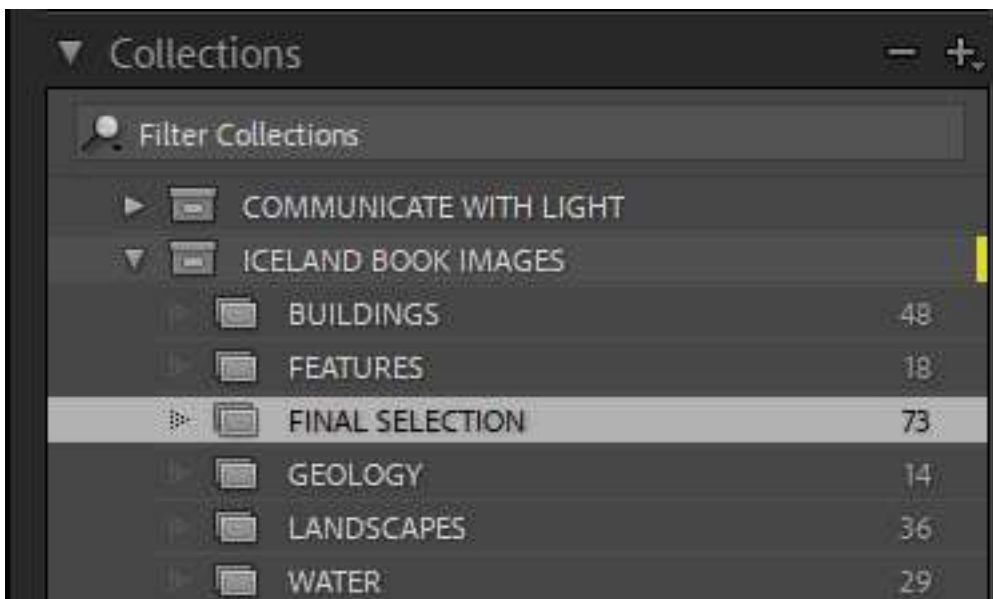 Collections
Filter Collections
COMMUNICATE WITH LIGHT
ICELAND BOOK IMAGES
BUILDINGS 48
FEATURES 18
FINAL SELECTION 73
GEOLOGY 14
LANDSCAPES 36
WATER 29